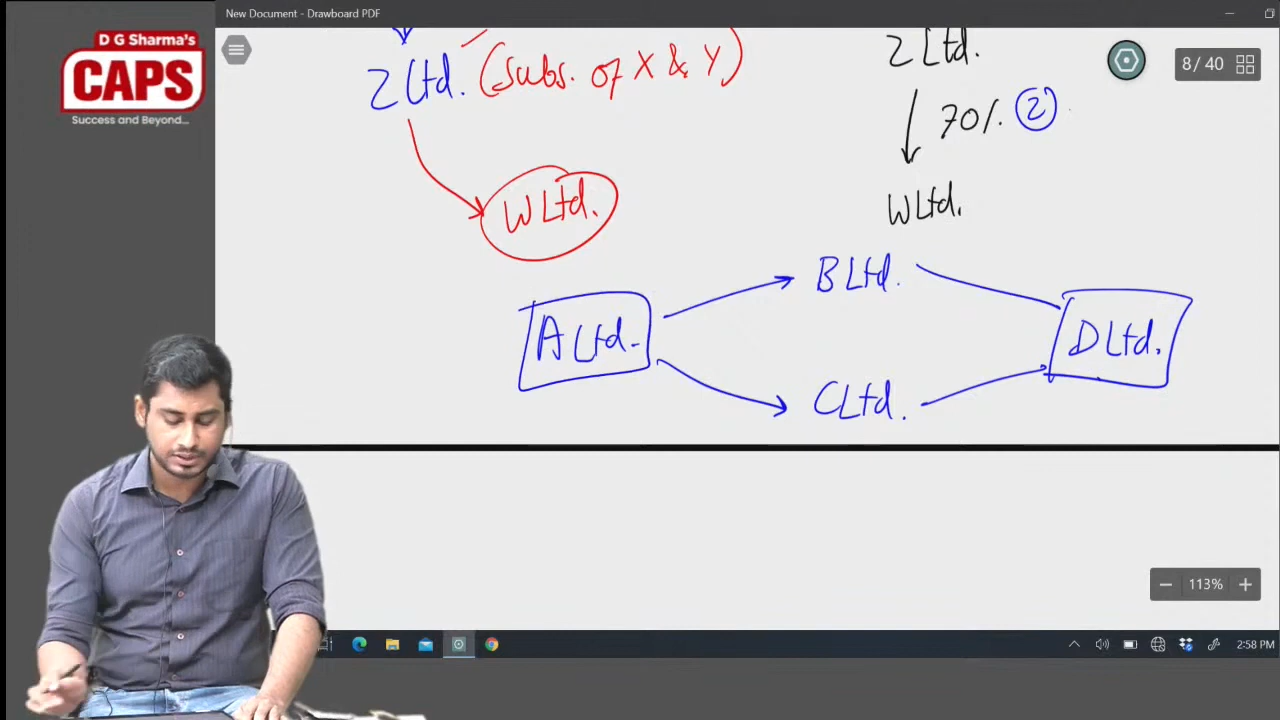 New Document - Drawboard PDF
D G Sharma's
CAPS
Success and Beyond...
8 / 40
Z Ltd. (Subs. of X & Y)
Z Ltd.
70%. 2
W Ltd.
W Ltd.
B Ltd.
A Ltd.
D Ltd.
C Ltd.
113%
2:58 PM